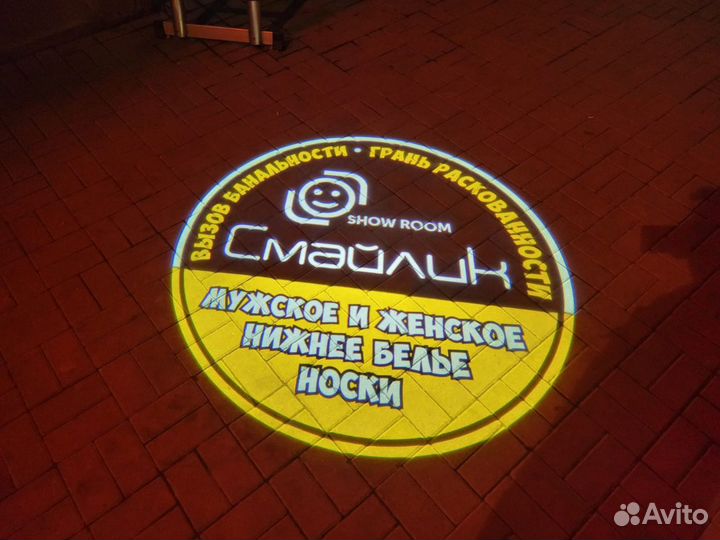 ВЫЗОВ БАНАЛЬНОСТИ • ГРАНЬ РАСКОВАННОСТИ
SHOW ROOM
Смайлик
МУЖСКОЕ И ЖЕНСКОЕ
НИЖНЕЕ БЕЛЬЕ
НОСКИ
Avito